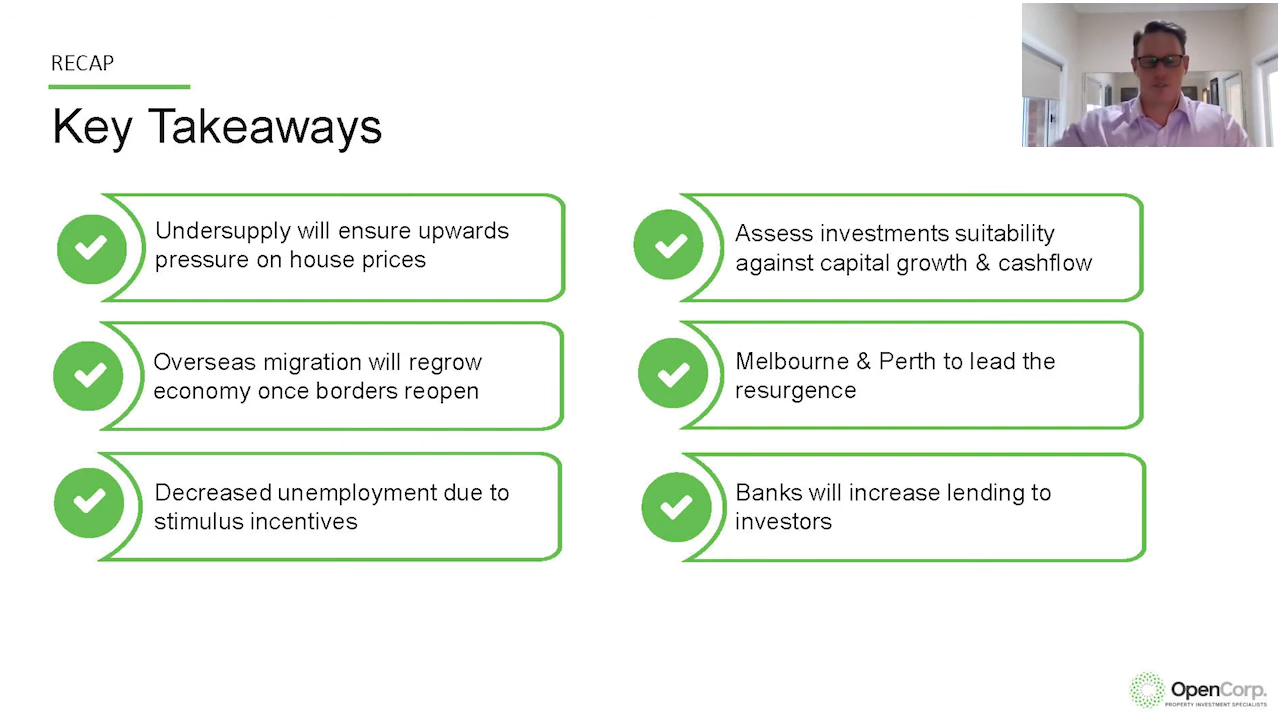 RECAP
Key Takeaways
Undersupply will ensure upwards
pressure on house prices
Overseas migration will regrow
economy once borders reopen
Decreased unemployment due to
stimulus incentives
Assess investments suitability
against capital growth & cashflow
Melbourne & Perth to lead the
resurgence
Banks will increase lending to
investors
OpenCorp.
PROPERTY INVESTMENT SPECIALISTS